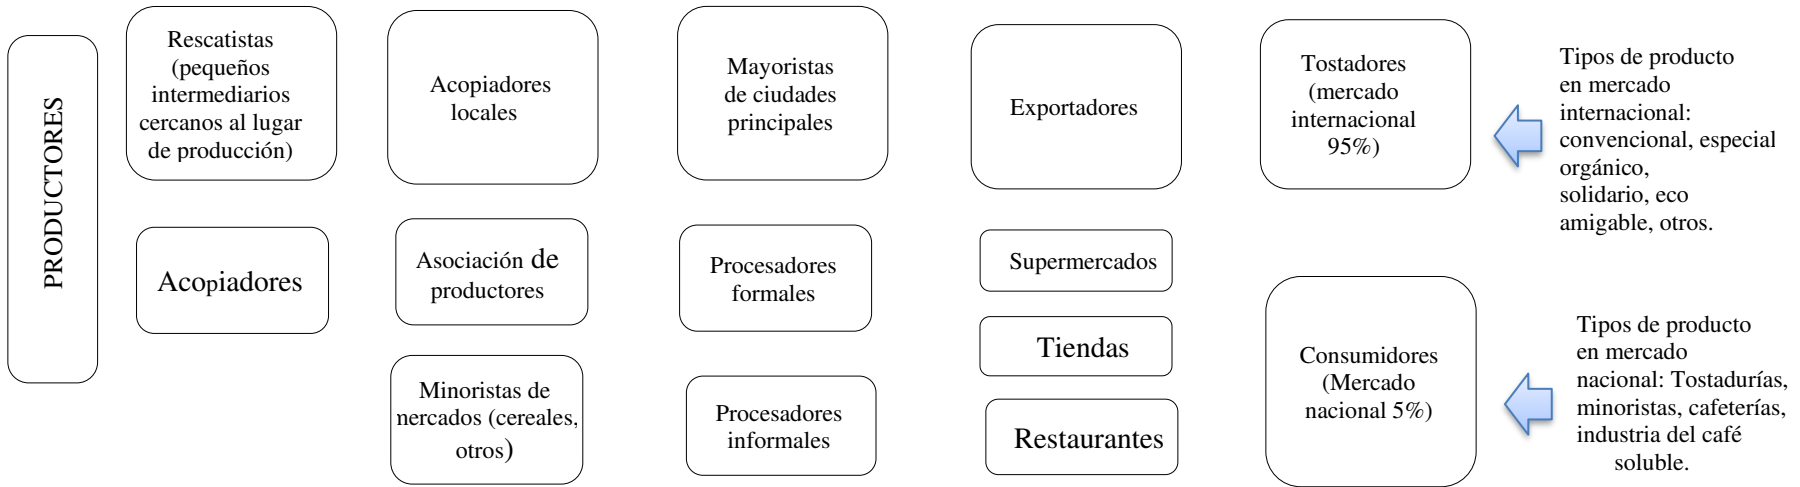 PRODUCTORES
Rescatistas
(pequeños
intermediarios
cercanos al lugar
de producción)
Acopiadores
Acopiadores
locales
Asociación de
productores
Minoristas de
nercados (cereales,
otros)
Mayoristas
de ciudades
principales
Procesadores
formales
Procesadores
informales
Exportadores
Supermercados
Tiendas
Restaurantes
Tostadores
(mercado
internacional
95%)
Consumidores
(Mercado
nacional 5%)
Tipos de producto
en mercado
internacional:
convencional, especial
orgánico,
solidario, eco
amigable, otros.
Tipos de producto
en mercado
nacional: Tostadurías,
minoristas, cafeterías,
industria del café
soluble.